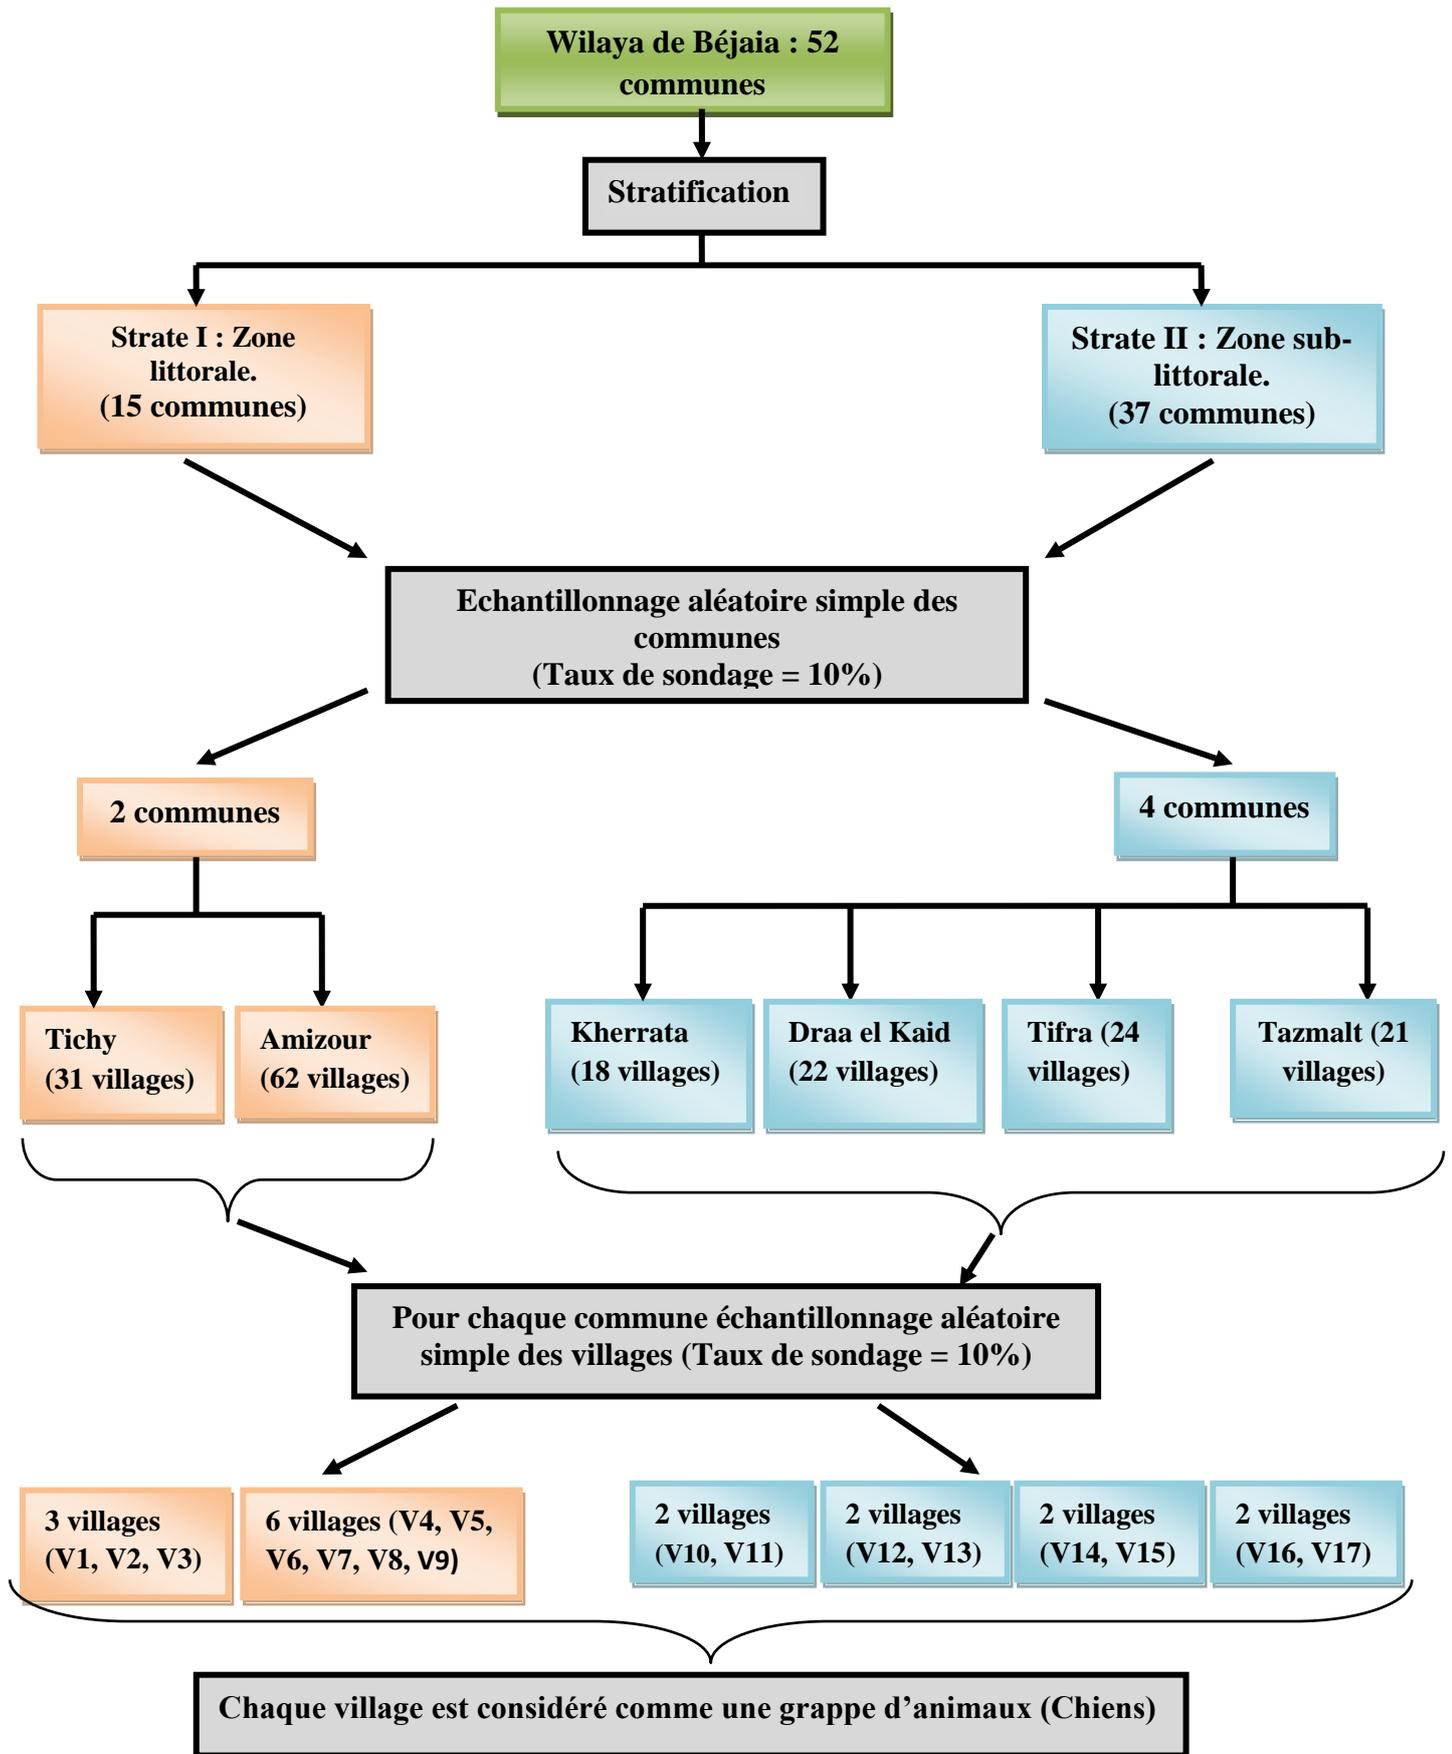 Wilaya de Béjaia : 52
communes
Stratification
Strate I : Zone
littorale.
(15 communes)
Strate II : Zone sub-
littorale.
(37 communes)
Echantillonnage aléatoire simple des
communes
(Taux de sondage = 10%)
2 communes
4 communes
Tichy
(31 villages)
Amizour
(62 villages)
Kherrata
(18 villages)
Draa el Kaid
(22 villages)
Tifra (24
villages)
Tazmalt (21
villages)
Pour chaque commune échantillonnage aléatoire
simple des villages (Taux de sondage = 10%)
3 villages
(V1, V2, V3)
6 villages (V4, V5,
V6, V7, V8, V9)
2 villages
(V10, V11)
2 villages
(V12, V13)
2 villages
(V14, V15)
2 villages
(V16, V17)
Chaque village est considéré comme une grappe d’animaux (Chiens)